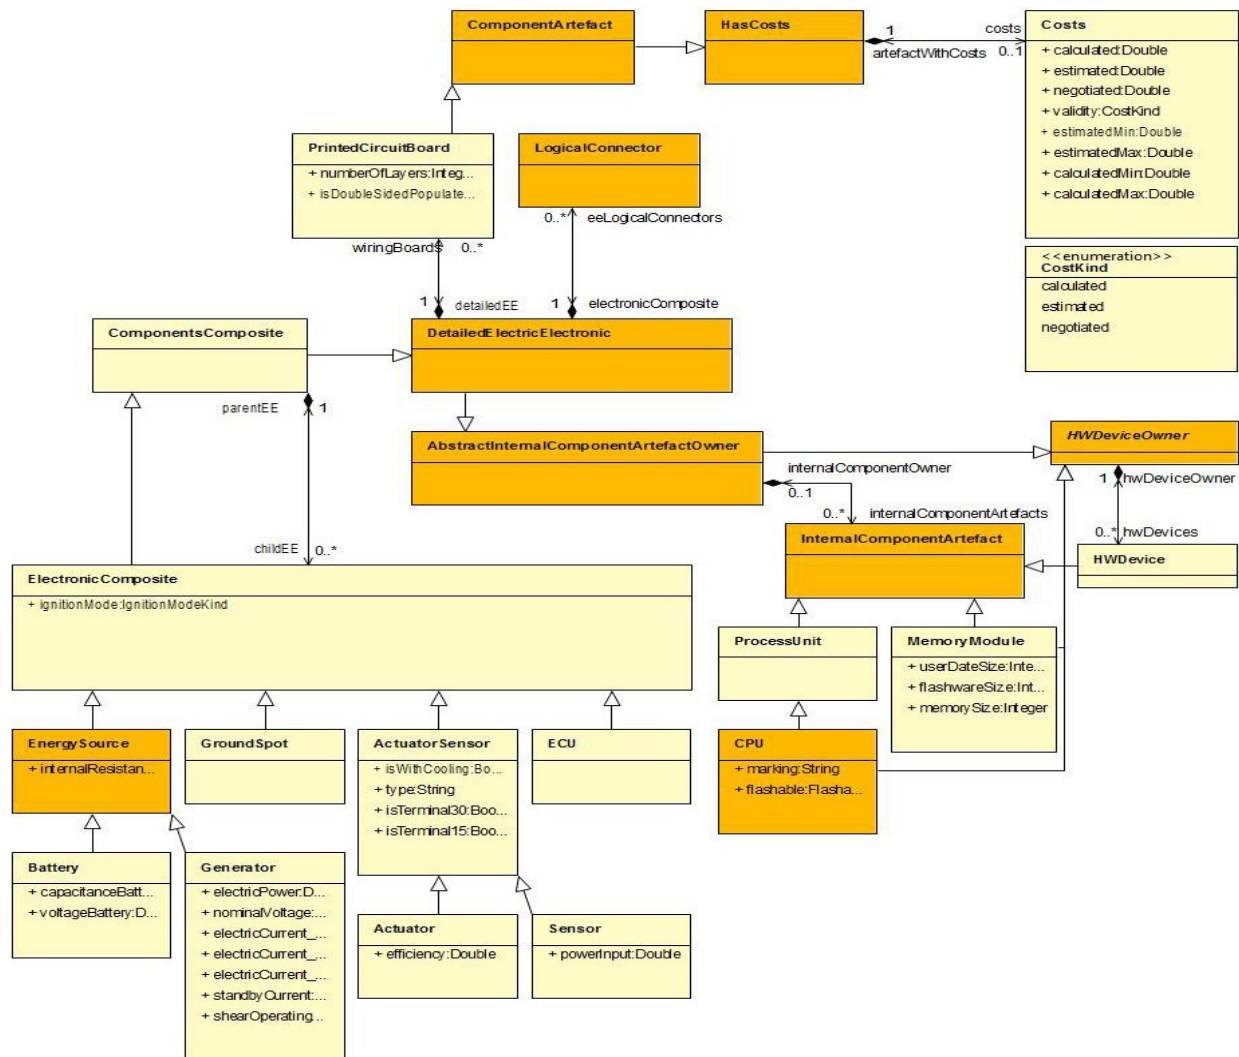 ComponentArtefact
HasCosts
1
costs
artefactWithCosts
0..1
Costs
+ calculated:Double
+ estimated:Double
+ negotiated:Double
+ validity:CostKind
+ estimatedMin:Double
+ estimatedMax:Double
+ calculatedMin:Double
+ calculatedMax:Double
PrintedCircuitBoard
+ numberOfLayers:Integ...
+ isDoubleSidedPopulate...
LogicalConnector
0..*
eeLogicalConnectors
wiringBoards
0..*
<<enumeration>>
CostKind
calculated
estimated
negotiated
1
detailedEE
1
electronicComposite
ComponentsComposite
DetailedElectricElectronic
parentEE
1
AbstractInternalComponentArtefactOwner
HWDeviceOwner
internalComponentOwner
0..1
1
hwDeviceOwner
0..*
internalComponentArtefacts
0..*
hwDevices
InternalComponentArtefact
HWDevice
childEE
0..*
ElectronicComposite
+ ignitionMode:IgnitionModeKind
ProcessUnit
MemoryModule
+ userDateSize:Inte...
+ flashwareSize:Int...
+ memorySize:Integer
EnergySource
+ internalResistan...
GroundSpot
ActuatorSensor
+ isWithCooling:Bo...
+ type:String
+ isTerminal30:Boo...
+ isTerminal15:Boo...
ECU
CPU
+ marking:String
+ flashable:Flasha...
Battery
+ capacitanceBatt...
+ voltageBattery:D...
Generator
+ electricPower:D...
+ nominalVoltage:...
+ electricCurrent_...
+ electricCurrent_...
+ electricCurrent_...
+ standbyCurrent:...
+ shearOperating...
Actuator
+ efficiency:Double
Sensor
+ powerInput:Double